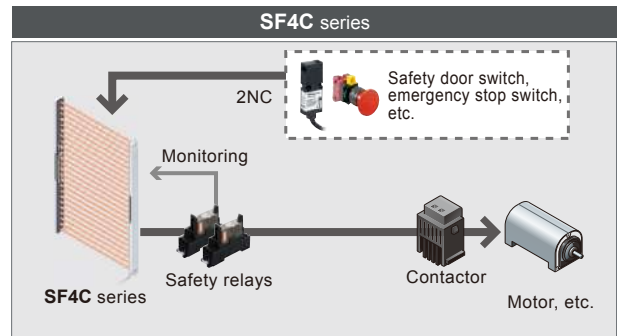 SF4C series
2NC
Safety door switch,
emergency stop switch,
etc.
Monitoring
Safety relays
SF4C series
Contactor
Motor, etc.